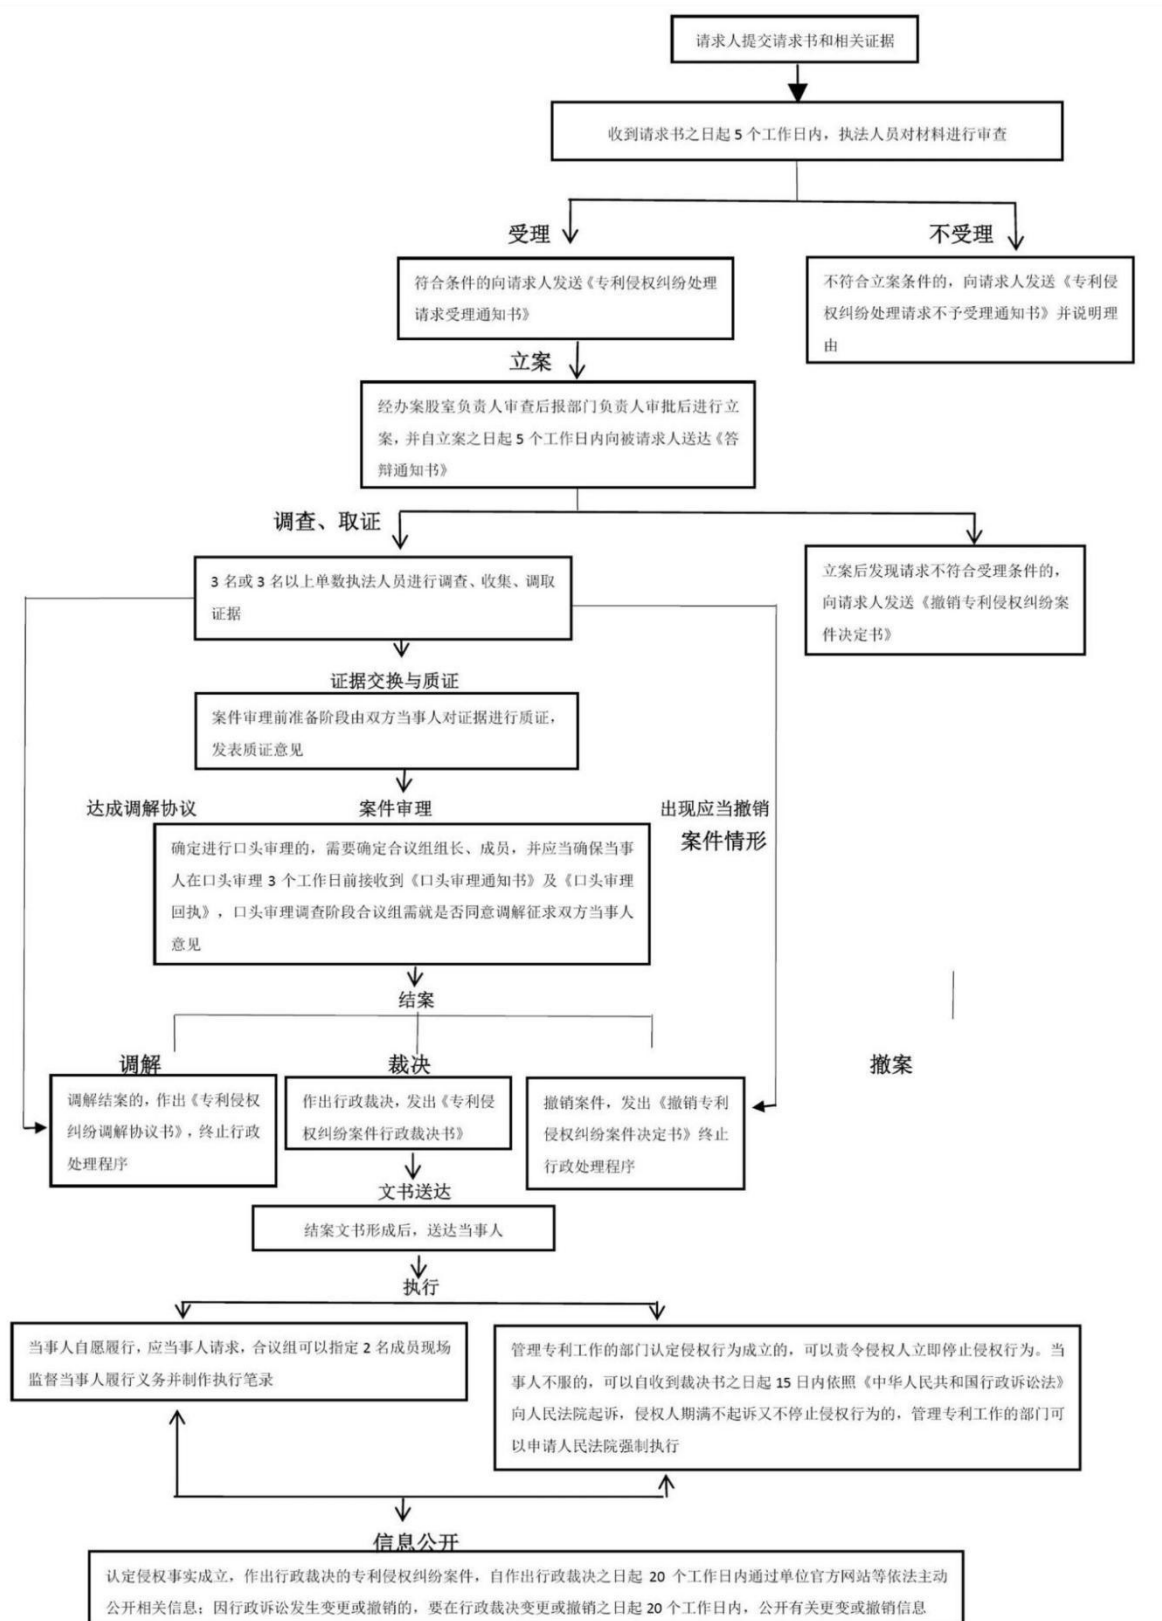 请求人提交请求书和相关证据
收到请求书之日起 5 个工作日内，执法人员对材料进行审查
受理
不受理
符合条件的向请求人发送《专利侵权纠纷处理
请求受理通知书》
不符合立案条件的，向请求人发送《专利侵
权纠纷处理请求不予受理通知书》并说明理
由
立案
经办案股室负责人审查后报部门负责人审批后进行立
案，并自立案之日起 5 个工作日内向被请求人送达《答
辩通知书》
调查、取证
3 名或 3 名以上单数执法人员进行调查、收集、调取
证据
立案后发现请求不符合受理条件的，
向请求人发送《撤销专利侵权纠纷案
件决定书》
证据交换与质证
案件审理前准备阶段由双方当事人对证据进行质证，
发表质证意见
达成调解协议
案件审理
出现应当撤销
案件情形
确定进行口头审理的，需要确定合议组组长、成员，并应当确保当事
人在口头审理 3 个工作日前接收到《口头审理通知书》及《口头审理
回执》，口头审理调查阶段合议组需就是否同意调解征求双方当事人
意见
结案
调解
裁决
撤案
调解结案的，作出《专利侵权
纠纷调解协议书》，终止行政
处理程序
作出行政裁决，发出《专利侵
权纠纷案件行政裁决书》
撤销案件，发出《撤销专利
侵权纠纷案件决定书》终止
行政处理程序
文书送达
结案文书形成后，送达当事人
执行
当事人自愿履行，应当事人请求，合议组可以指定 2 名成员现场
监督当事人履行义务并制作执行笔录
管理专利工作的部门认定侵权行为成立的，可以责令侵权人立即停止侵权行为。当
事人不服的，可以自收到裁决书之日起 15 日内依照《中华人民共和国行政诉讼法》
向人民法院起诉，侵权人期满不起诉又不停止侵权行为的，管理专利工作的部门可
以申请人民法院强制执行
信息公开
认定侵权事实成立，作出行政裁决的专利侵权纠纷案件，自作出行政裁决之日起 20 个工作日内通过单位官方网站等依法主动
公开相关信息；因行政诉讼发生变更或撤销的，要在行政裁决变更或撤销之日起 20 个工作日内，公开有关更变或撤销信息